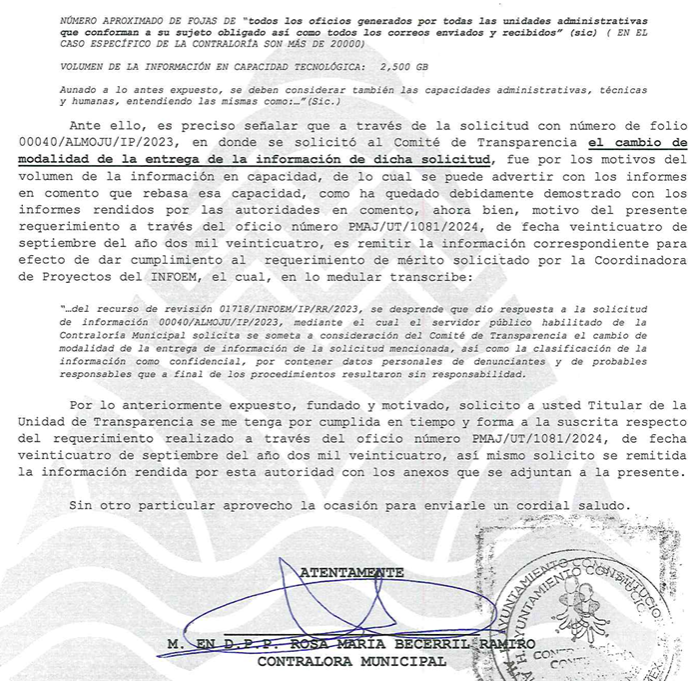 NÚMERO APROXIMADO DE FOJAS DE "todos los oficios generados por todas las unidades administrativas
que conforman a su sujeto obligado así como todos los correos enviados y recibidos" (sic) ( EN EL
CASO ESPECÍFICO DE LA CONTRALORÍA SON MÁS DE 20000)
VOLUMEN DE LA INFORMACIÓN EN CAPACIDAD TECNOLÓGICA: 2,500 GB
Aunado a lo antes expuesto, se deben considerar también las capacidades administrativas, técnicas
y humanas, entendiendo las mismas como:…"(Sic.)
Ante ello, es preciso señalar que a través de la solicitud con número de folio
00040/ALMOJU/IP/2023, en donde se solicitó al Comité de Transparencia el cambio de
modalidad de la entrega de la información de dicha solicitud, fue por los motivos del
volumen de la información en capacidad, de lo cual se puede advertir con los informes
en comento que rebasa esa capacidad, como ha quedado debidamente demostrado con los
informes rendidos por las autoridades en comento, ahora bien, motivo del presente
requerimiento a través del oficio número PMAJ/UT/1081/2024, de fecha veinticuatro de
septiembre del año dos mil veinticuatro, es remitir la información correspondiente para
efecto de dar cumplimiento al requerimiento de mérito solicitado por la Coordinadora
de Proyectos del INFOEM, el cual, en lo medular transcribe:
"…del recurso de revisión 01718/INFOEM/IP/RR/2023, se desprende que dio respuesta a la solicitud
de información 00040/ALMOJU/IP/2023, mediante el cual el servidor público habilitado de la
Contraloría Municipal solicita se someta a consideración del Comité de Transparencia el cambio de
modalidad de la entrega de información de la solicitud mencionada, así como la clasificación de la
información como confidencial, por contener datos personales de denunciantes y de probables
responsables que a final de los procedimientos resultaron sin responsabilidad.
Por lo anteriormente expuesto, fundado y motivado, solicito a usted Titular de la
Unidad de Transparencia se me tenga por cumplida en tiempo y forma a la suscrita respecto
del requerimiento realizado a través del oficio número PMAJ/UT/1081/2024, de fecha
veinticuatro de septiembre del año dos mil veinticuatro, así mismo solicito se remitida
la información rendida por esta autoridad con los anexos que se adjuntan a la presente.
Sin otro particular aprovecho la ocasión para enviarle un cordial saludo.
ATENTAMENTE
M. EN D.P.P. ROSA MARÍA BECERRIL RAMIRO
CONTRALORA MUNICIPAL
AYUNTAMIENTO CONSTITUCION